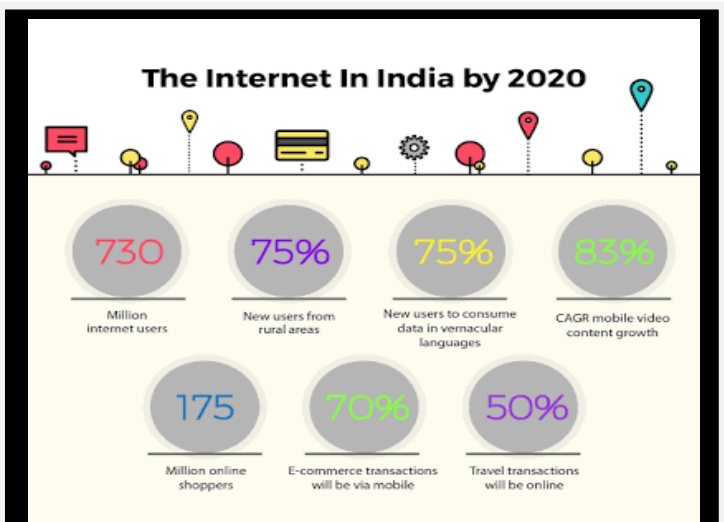 The Internet In India by 2020
730
Million
internet users
75%
New users from
rural areas
75%
New users to consume
data in vernacular
languages
83%
CAGR mobile video
content growth
175
Million online
shoppers
70%
E-commerce transactions
will be via mobile
50%
Travel transactions
will be online